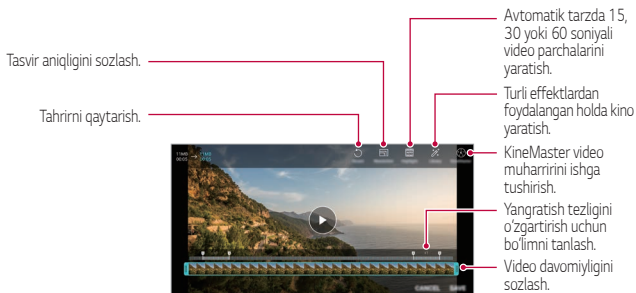 Tasvir aniqligini sozlash.
Tahrirni qaytarish.
Avtomatik tarzda 15,
30 yoki 60 soniyali
video parchalarini
yaratish.
Turli effektlardan
foydalangan holda kino
yaratish.
KineMaster video
muharririni ishga
tushirish.
Yangratish tezligini
o‘zgartirish uchun
bo‘limni tanlash.
Video davomiyligini
sozlash.
CANCEL SAVE